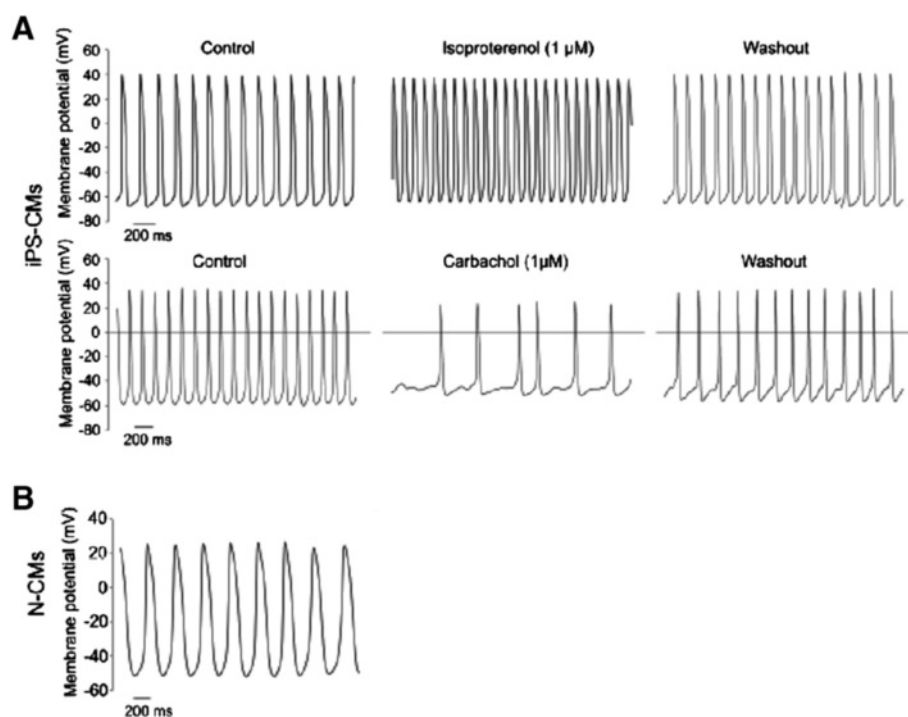 A
Control
Isoproterenol (1 µM)
Washout
iPS-CMs
Membrane potential (mV)
60
40
20
0
-20
-40
-60
-80
200 ms
Control
Carbachol (1µM)
Washout
Membrane potential (mV)
60
40
20
0
-20
-40
-60
-80
200 ms
B
N-CMs
Membrane potential (mV)
40
20
0
-20
-40
-60
200 ms